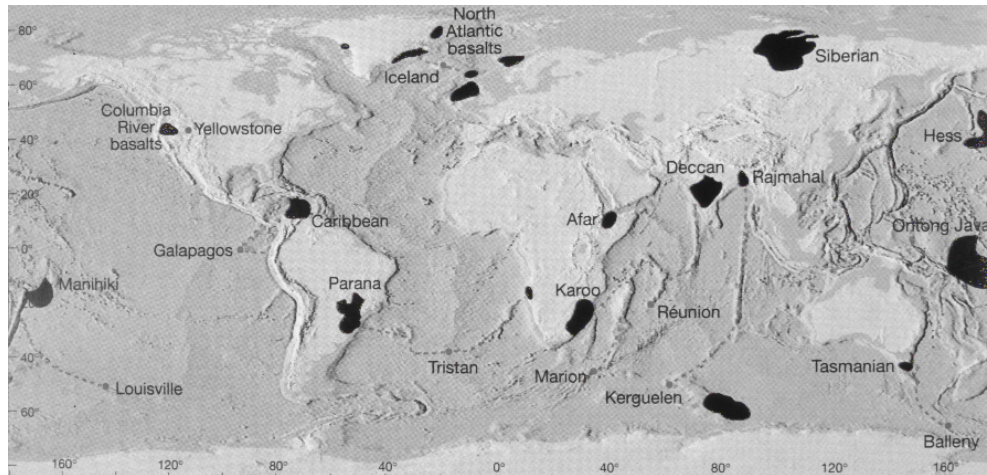 80°
60°
40°
20°
0°
40°
60°
North
Atlantic
basalts
Iceland
Siberian
Columbia
River
basalts
Yellowstone
Hess
Deccan
Rajmahal
Caribbean
Afar
Ontong Java
Galapagos
Manihiki
Parana
Karoo
Réunion
Louisville
Tristan
Marion
Kerguelen
Tasmanian
Balleny
160° 120° 80° 40° 0° 40° 80° 120° 160°